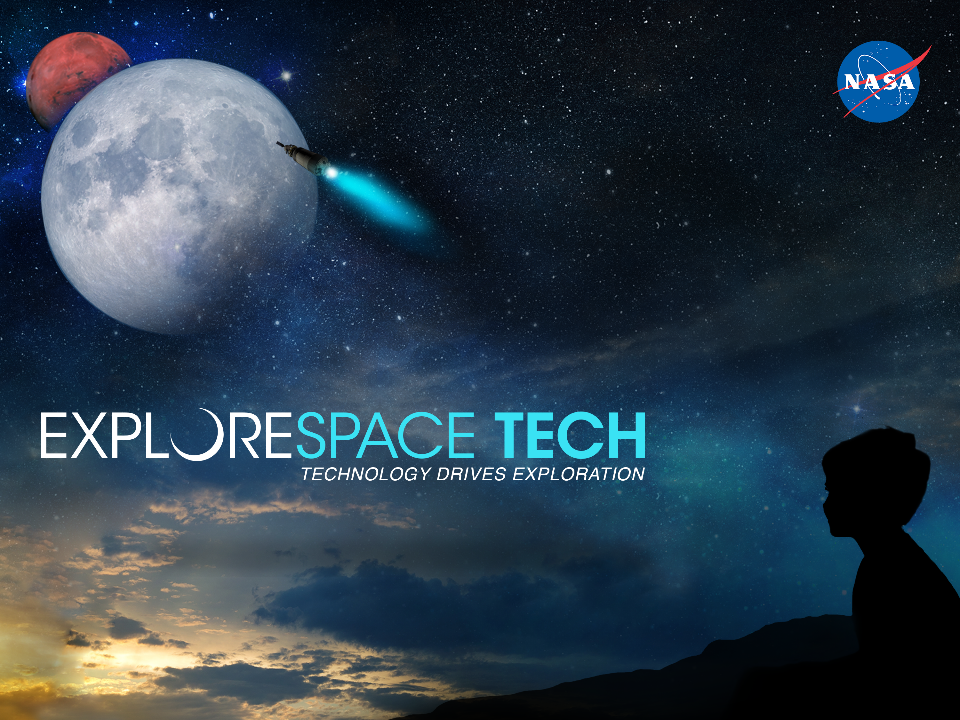 NASA
EXPLORESPACE TECH
TECHNOLOGY DRIVES EXPLORATION